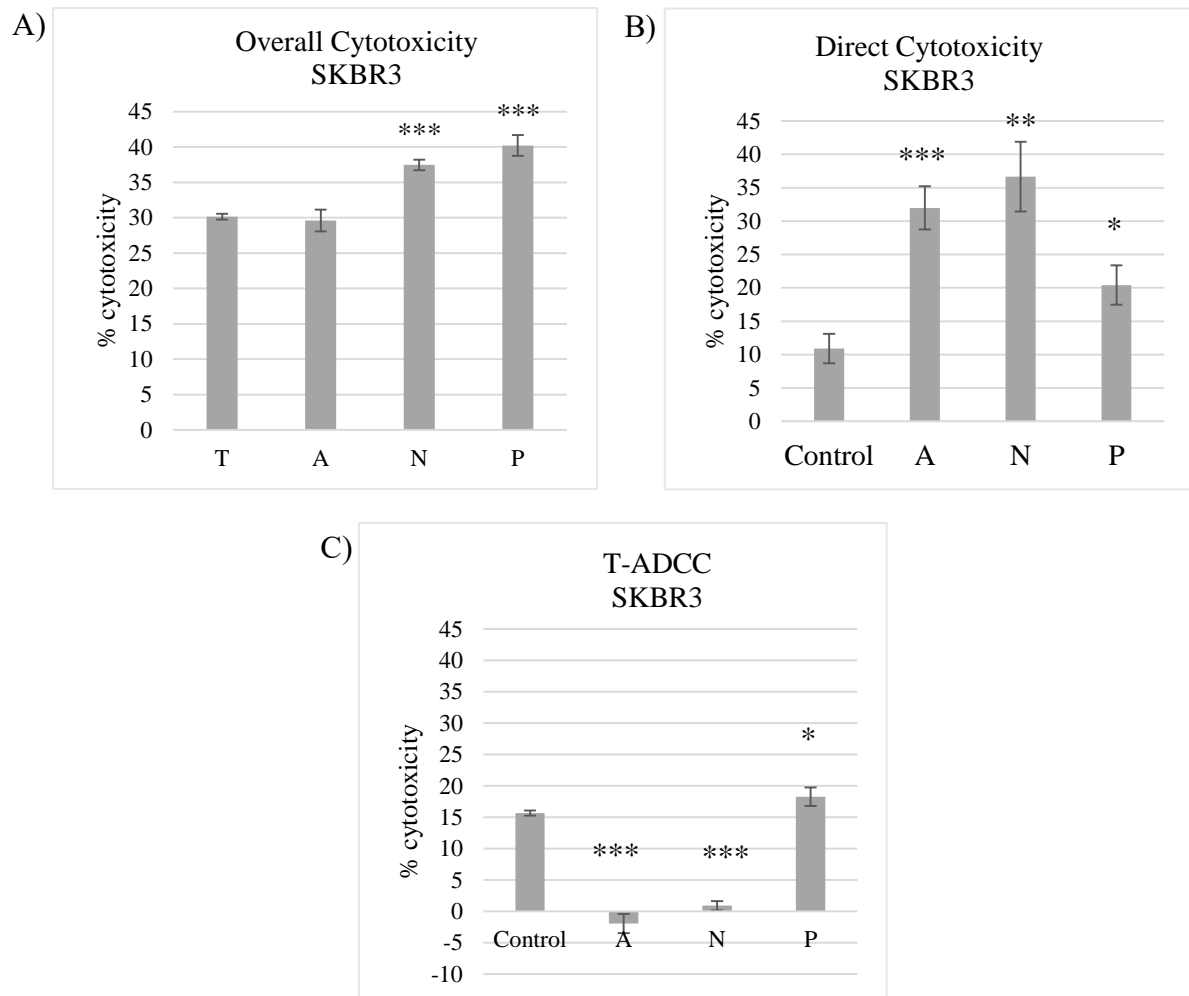 A)
Overall Cytotoxicity
SKBR3
% cytotoxicity
45
40
35
30
25
20
15
10
5
0
***
***
T A N P
B)
Direct Cytotoxicity
SKBR3
% cytotoxicity
45
40
35
30
25
20
15
10
5
0
***
**
*
Control A N P
C)
T-ADCC
SKBR3
% cytotoxicity
45
40
35
30
25
20
15
10
5
0
-5
-10
***
***
*
Control A N P